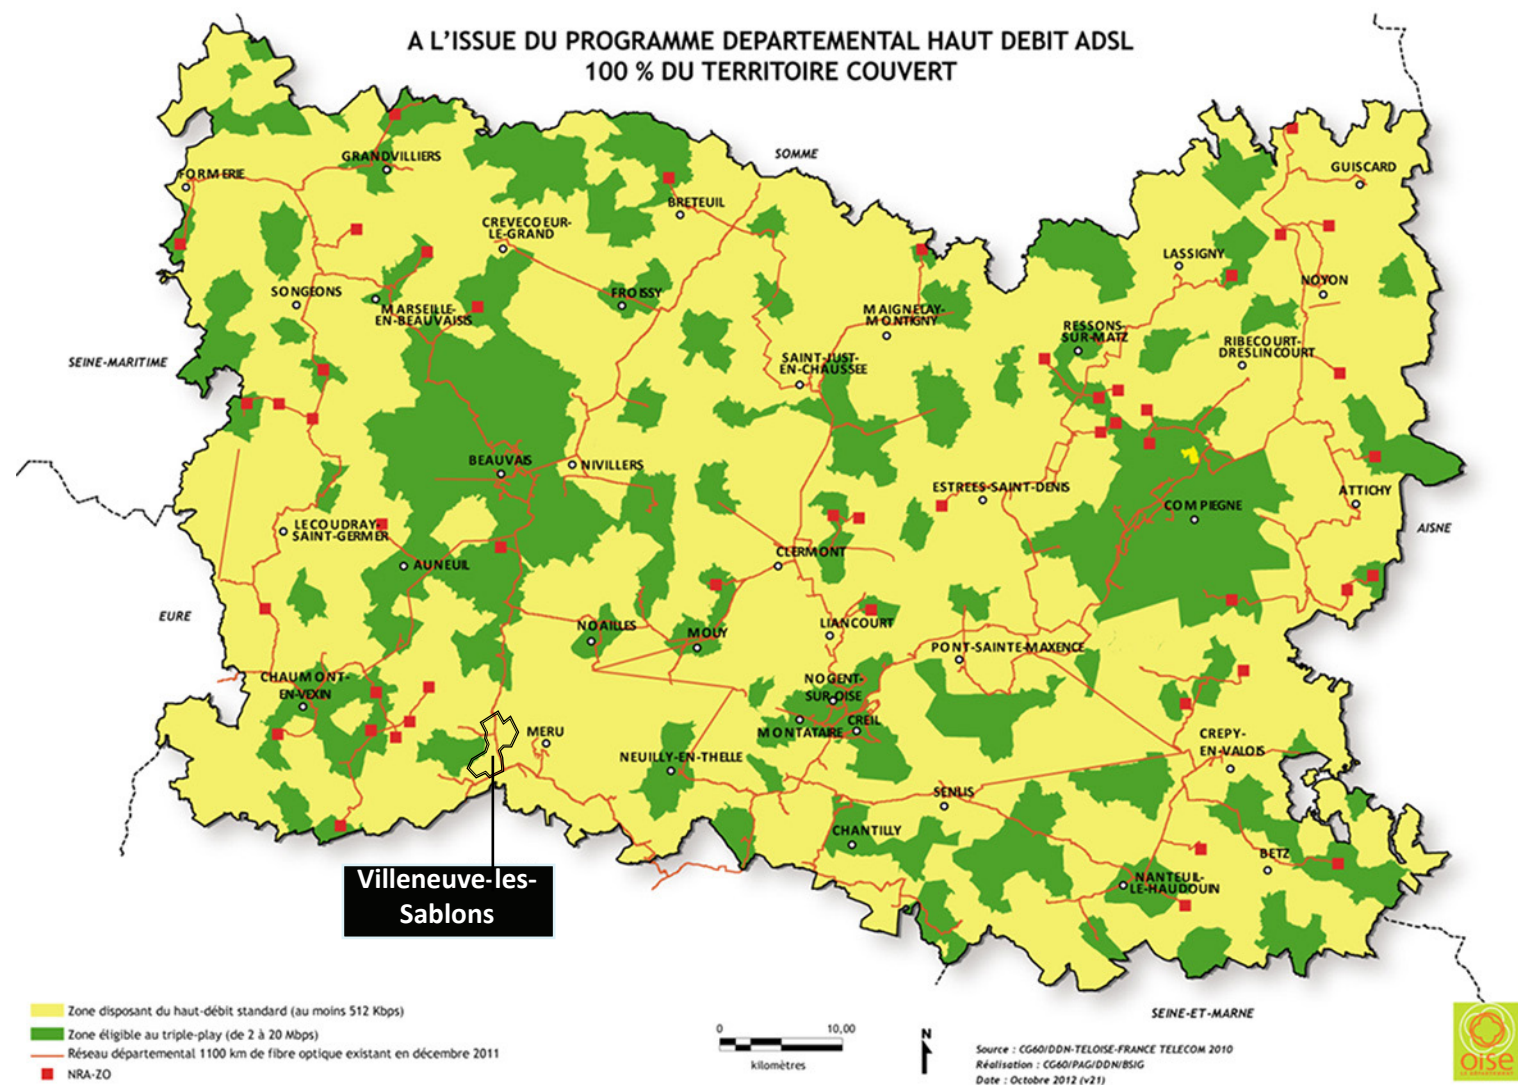 A L'ISSUE DU PROGRAMME DEPARTEMENTAL HAUT DEBIT ADSL
100 % DU TERRITOIRE COUVERT
SOMME
GUISCARD
GRANDVILLIERS
FORMERIE
BRETEUIL
CREVECOEUR-
LE-GRAND
LASSIGNY
NOYON
SONGEONS
FROISSY
MARSEILLE-
EN-BEAUVAISIS
MAIGNELAY-
MONTIGNY
RESSONS-
SUR-MATZ
RIBECOURT-
DRESLINCOURT
SEINE-MARITIME
SAINT-JUST-
EN-CHAUSSEE
BEAUVAIS
NIVILLERS
ESTREES-SAINT-DENIS
ATTICHY
COMPIEGNE
AISNE
LECOUDRAY-
SAINT-GERMER
CLERMONT
AUNEUIL
EURE
NOAILLES
MOUY
LIANCOURT
PONT-SAINTE-MAXENCE
CHAUMONT-
EN-VEXIN
NOGENT-
SUR-OISE
CREIL
MONTATAIRE
MERU
CREPY-
EN-VALOIS
NEUILLY-EN-THELLE
SENLIS
CHANTILLY
BETZ
NANTEUIL-
LE-HAUDOUIN
Villeneuve-les-
Sablons
SEINE-ET-MARNE
Zone disposant du haut-débit standard (au moins 512 Kbps)
Zone éligible au triple-play (de 2 à 20 Mbps)
Réseau départemental 1100 km de fibre optique existant en décembre 2011
NRA-ZO
0 10,00
kilomètres
N
Source : CG60/DDN-TELOISE-FRANCE TELECOM 2010
Réalisation : CG60/PAG/DDN/BSIG
Date : Octobre 2012 (v21)
oise
LE DÉPARTEMENT